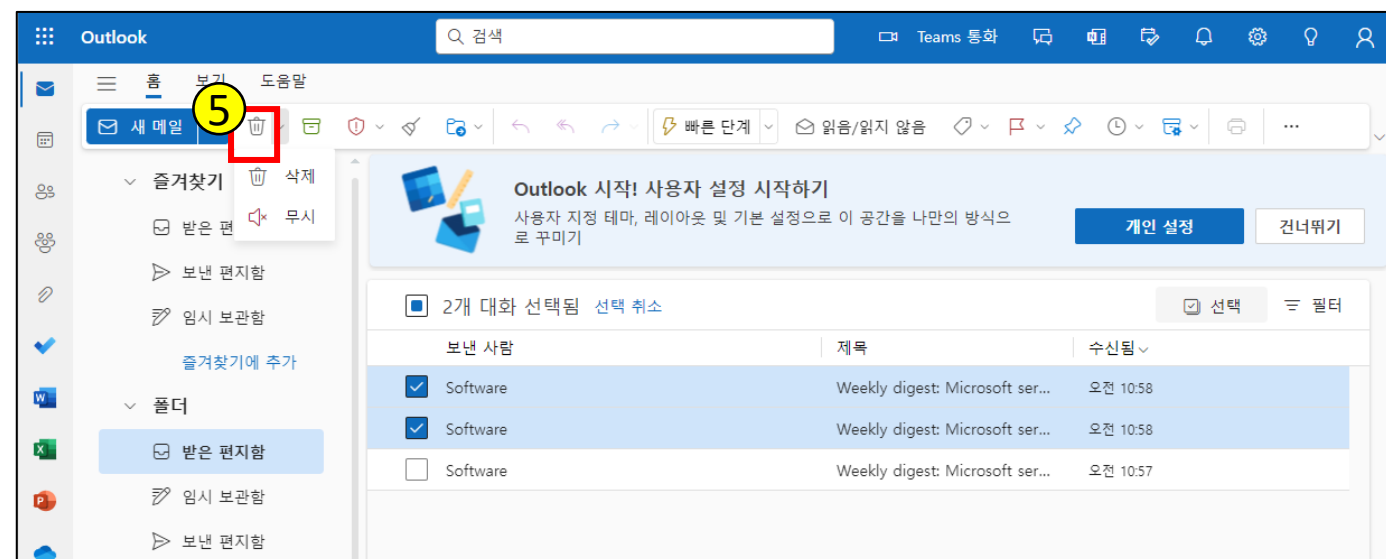 Outlook
검색
Teams 통화
홈 보기 도움말
5
새 메일
빠른 단계
읽음/읽지 않음
삭제
무시
즐겨찾기
받은 편
보낸 편지함
임시 보관함
즐겨찾기에 추가
폴더
받은 편지함
임시 보관함
보낸 편지함
Outlook 시작! 사용자 설정 시작하기
사용자 지정 테마, 레이아웃 및 기본 설정으로 이 공간을 나만의 방식으
로 꾸미기
개인 설정
건너뛰기
2개 대화 선택됨 선택 취소
선택
필터
보낸 사람 제목 수신됨
Software Weekly digest: Microsoft ser... 오전 10:58
Software Weekly digest: Microsoft ser... 오전 10:58
Software Weekly digest: Microsoft ser... 오전 10:57